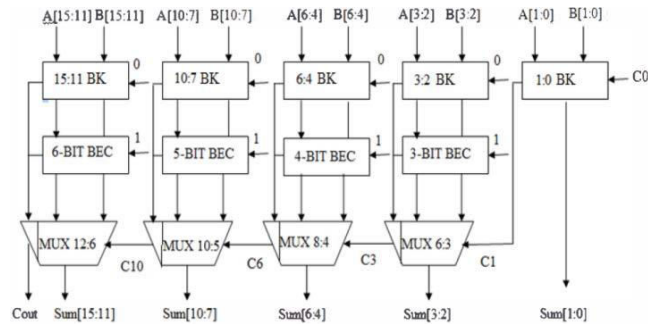 A[15:11] B[15:11] A[10:7] B[10:7] A[6:4] B[6:4] A[3:2] B[3:2] A[1:0] B[1:0]
0 0 0 0
15:11 BK 10:7 BK 6:4 BK 3:2 BK 1:0 BK C0
1 1 1 1
6-BIT BEC 5-BIT BEC 4-BIT BEC 3-BIT BEC
MUX 12:6 MUX 10:5 MUX 8:4 MUX 6:3
C10 C6 C3 C1
Cout Sum[15:11] Sum[10:7] Sum[6:4] Sum[3:2] Sum[1:0]